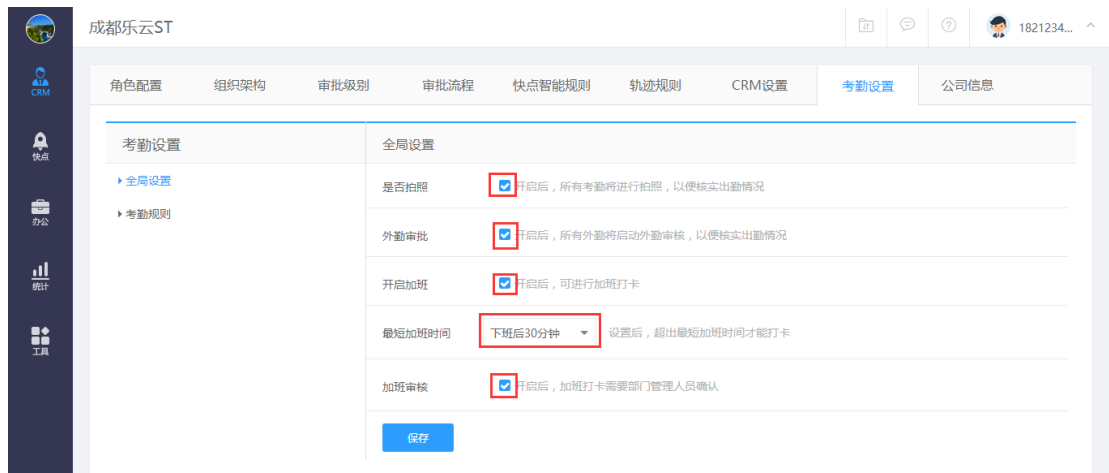 成都乐云ST
1821234...
CRM
快点
办公
统计
工具
角色配置 组织架构 审批级别 审批流程 快点智能规则 轨迹规则 CRM设置 考勤设置 公司信息
考勤设置
全局设置
考勤规则
全局设置
是否拍照 开启后，所有考勤将进行拍照，以便核实出勤情况
外勤审批 开启后，所有外勤将启动外勤审核，以便核实出勤情况
开启加班 开启后，可进行加班打卡
最短加班时间 下班后30分钟 设置后，超出最短加班时间才能打卡
加班审核 开启后，加班打卡需要部门管理人员确认
保存